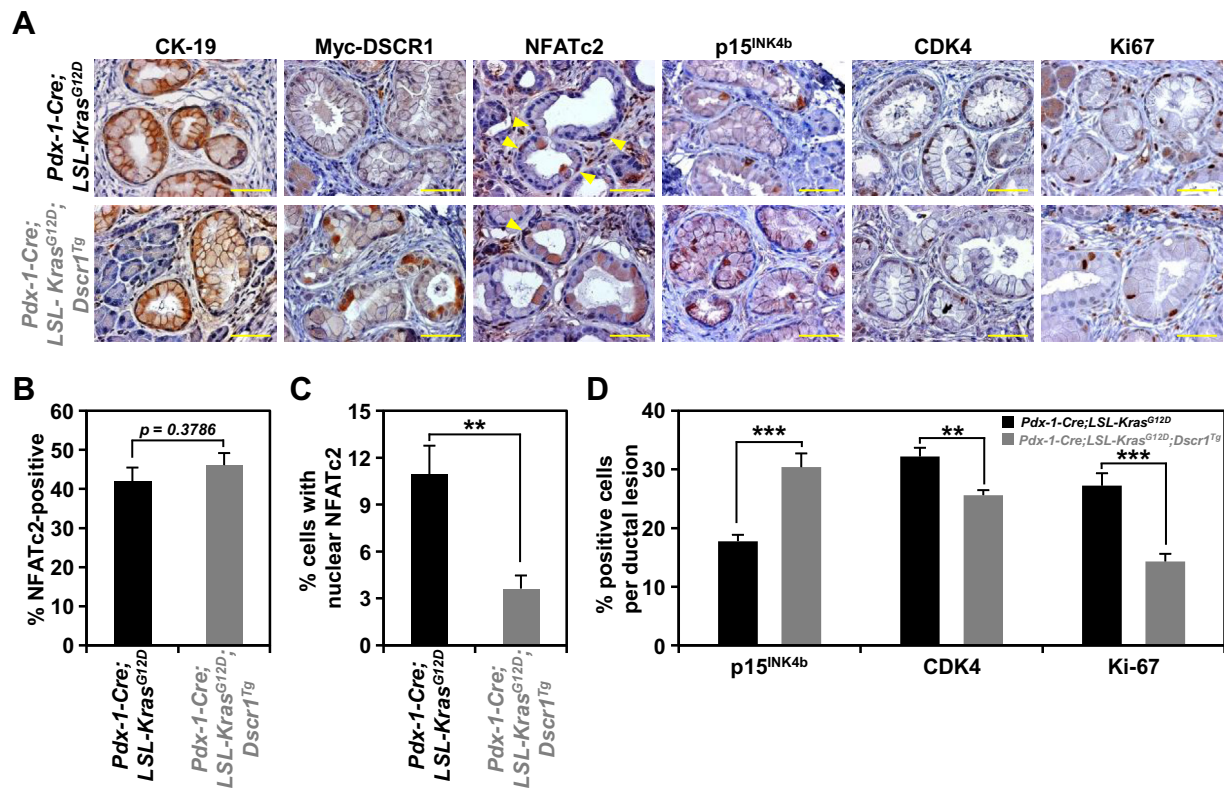 A
CK-19 Myc-DSCR1 NFATc2 p15INK4b CDK4 Ki67
Pdx-1-Cre;
LSL-KrasG12D
Pdx-1-Cre;
LSL- KrasG12D;
Dscr1Tg
B
% NFATc2-positive
60
50
40
30
20
10
0
p = 0.3786
Pdx-1-Cre;
LSL-KrasG12D
Pdx-1-Cre;
LSL-KrasG12D;
Dscr1Tg
C
% cells with
nuclear NFATc2
15
12
9
6
3
0
**
Pdx-1-Cre;
LSL-KrasG12D
Pdx-1-Cre;
LSL-KrasG12D;
Dscr1Tg
D
% positive cells
per ductal lesion
40
30
20
10
0
Pdx-1-Cre;LSL-KrasG12D
Pdx-1-Cre;LSL-KrasG12D;Dscr1Tg
*** ** ***
p15INK4b CDK4 Ki-67